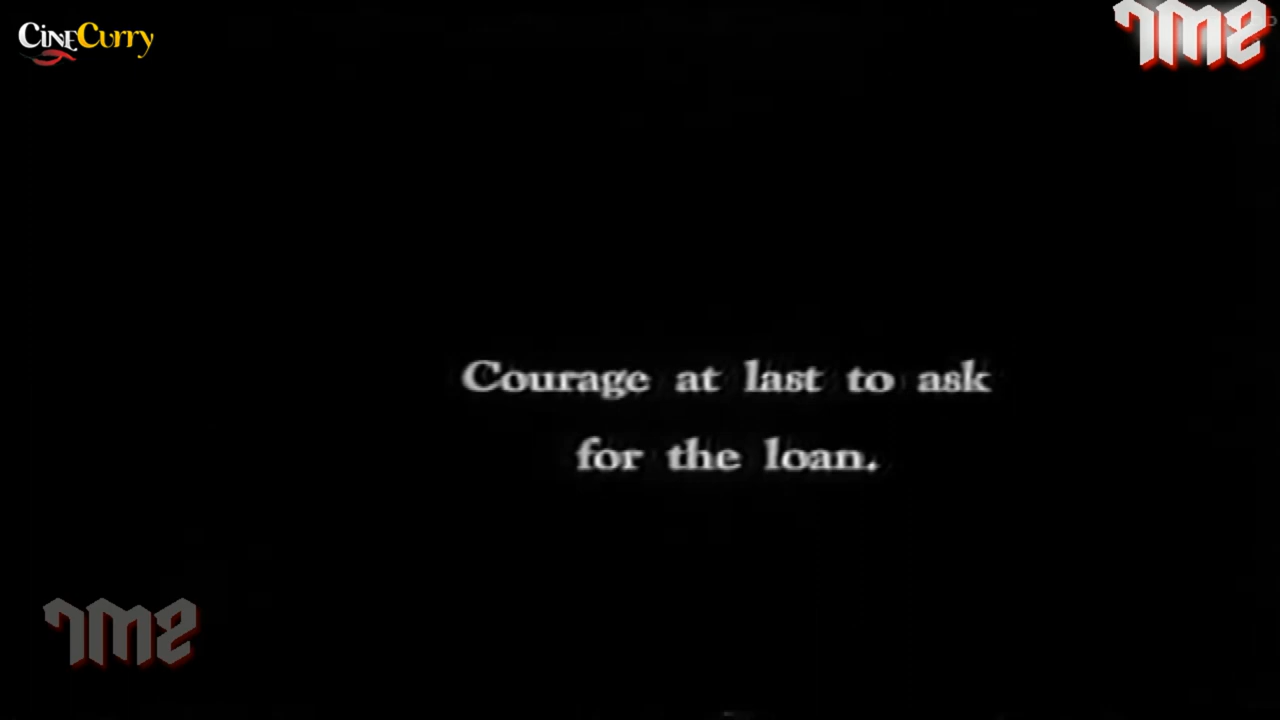 CineCurry
Courage at last to ask
for the loan.